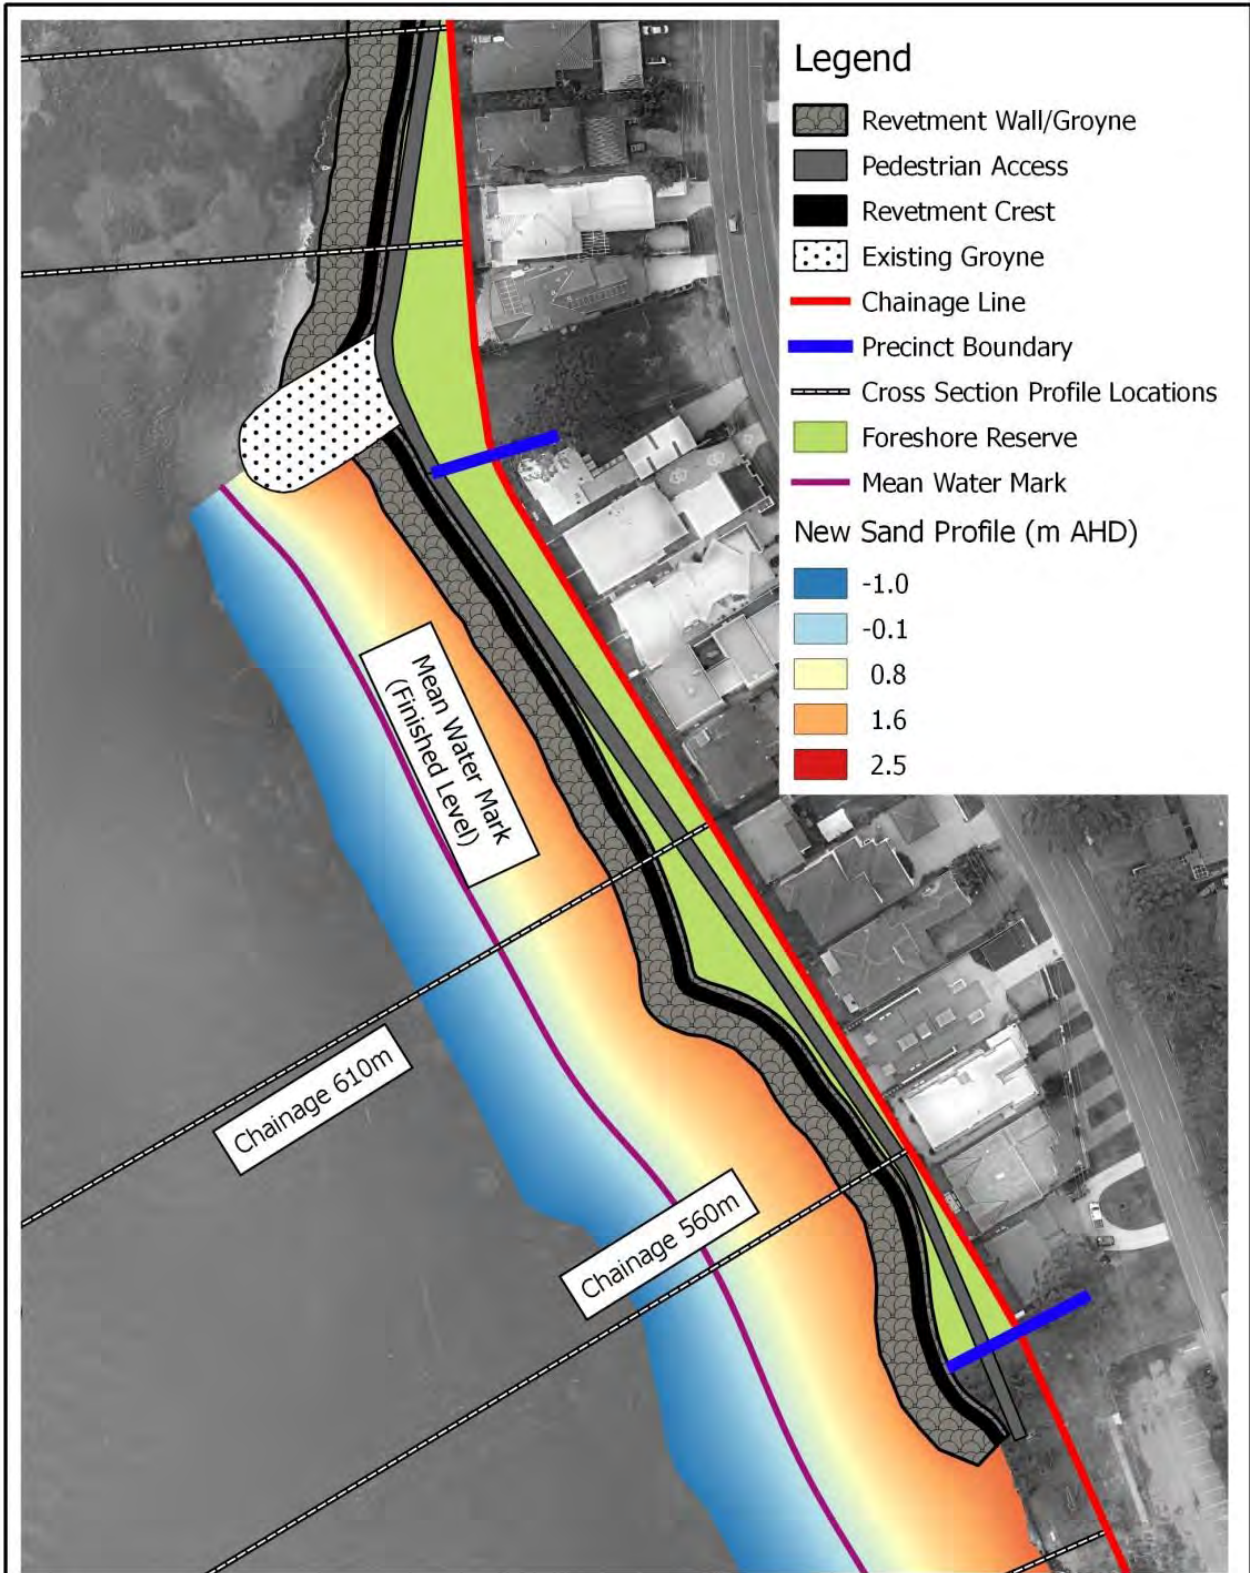 Legend
Revetment Wall/Groyne
Pedestrian Access
Revetment Crest
Existing Groyne
Chainage Line
Precinct Boundary
Cross Section Profile Locations
Foreshore Reserve
Mean Water Mark
New Sand Profile (m AHD)
-1.0
-0.1
0.8
1.6
2.5
Mean Water Mark
(Finished Level)
Chainage 610m
Chainage 560m